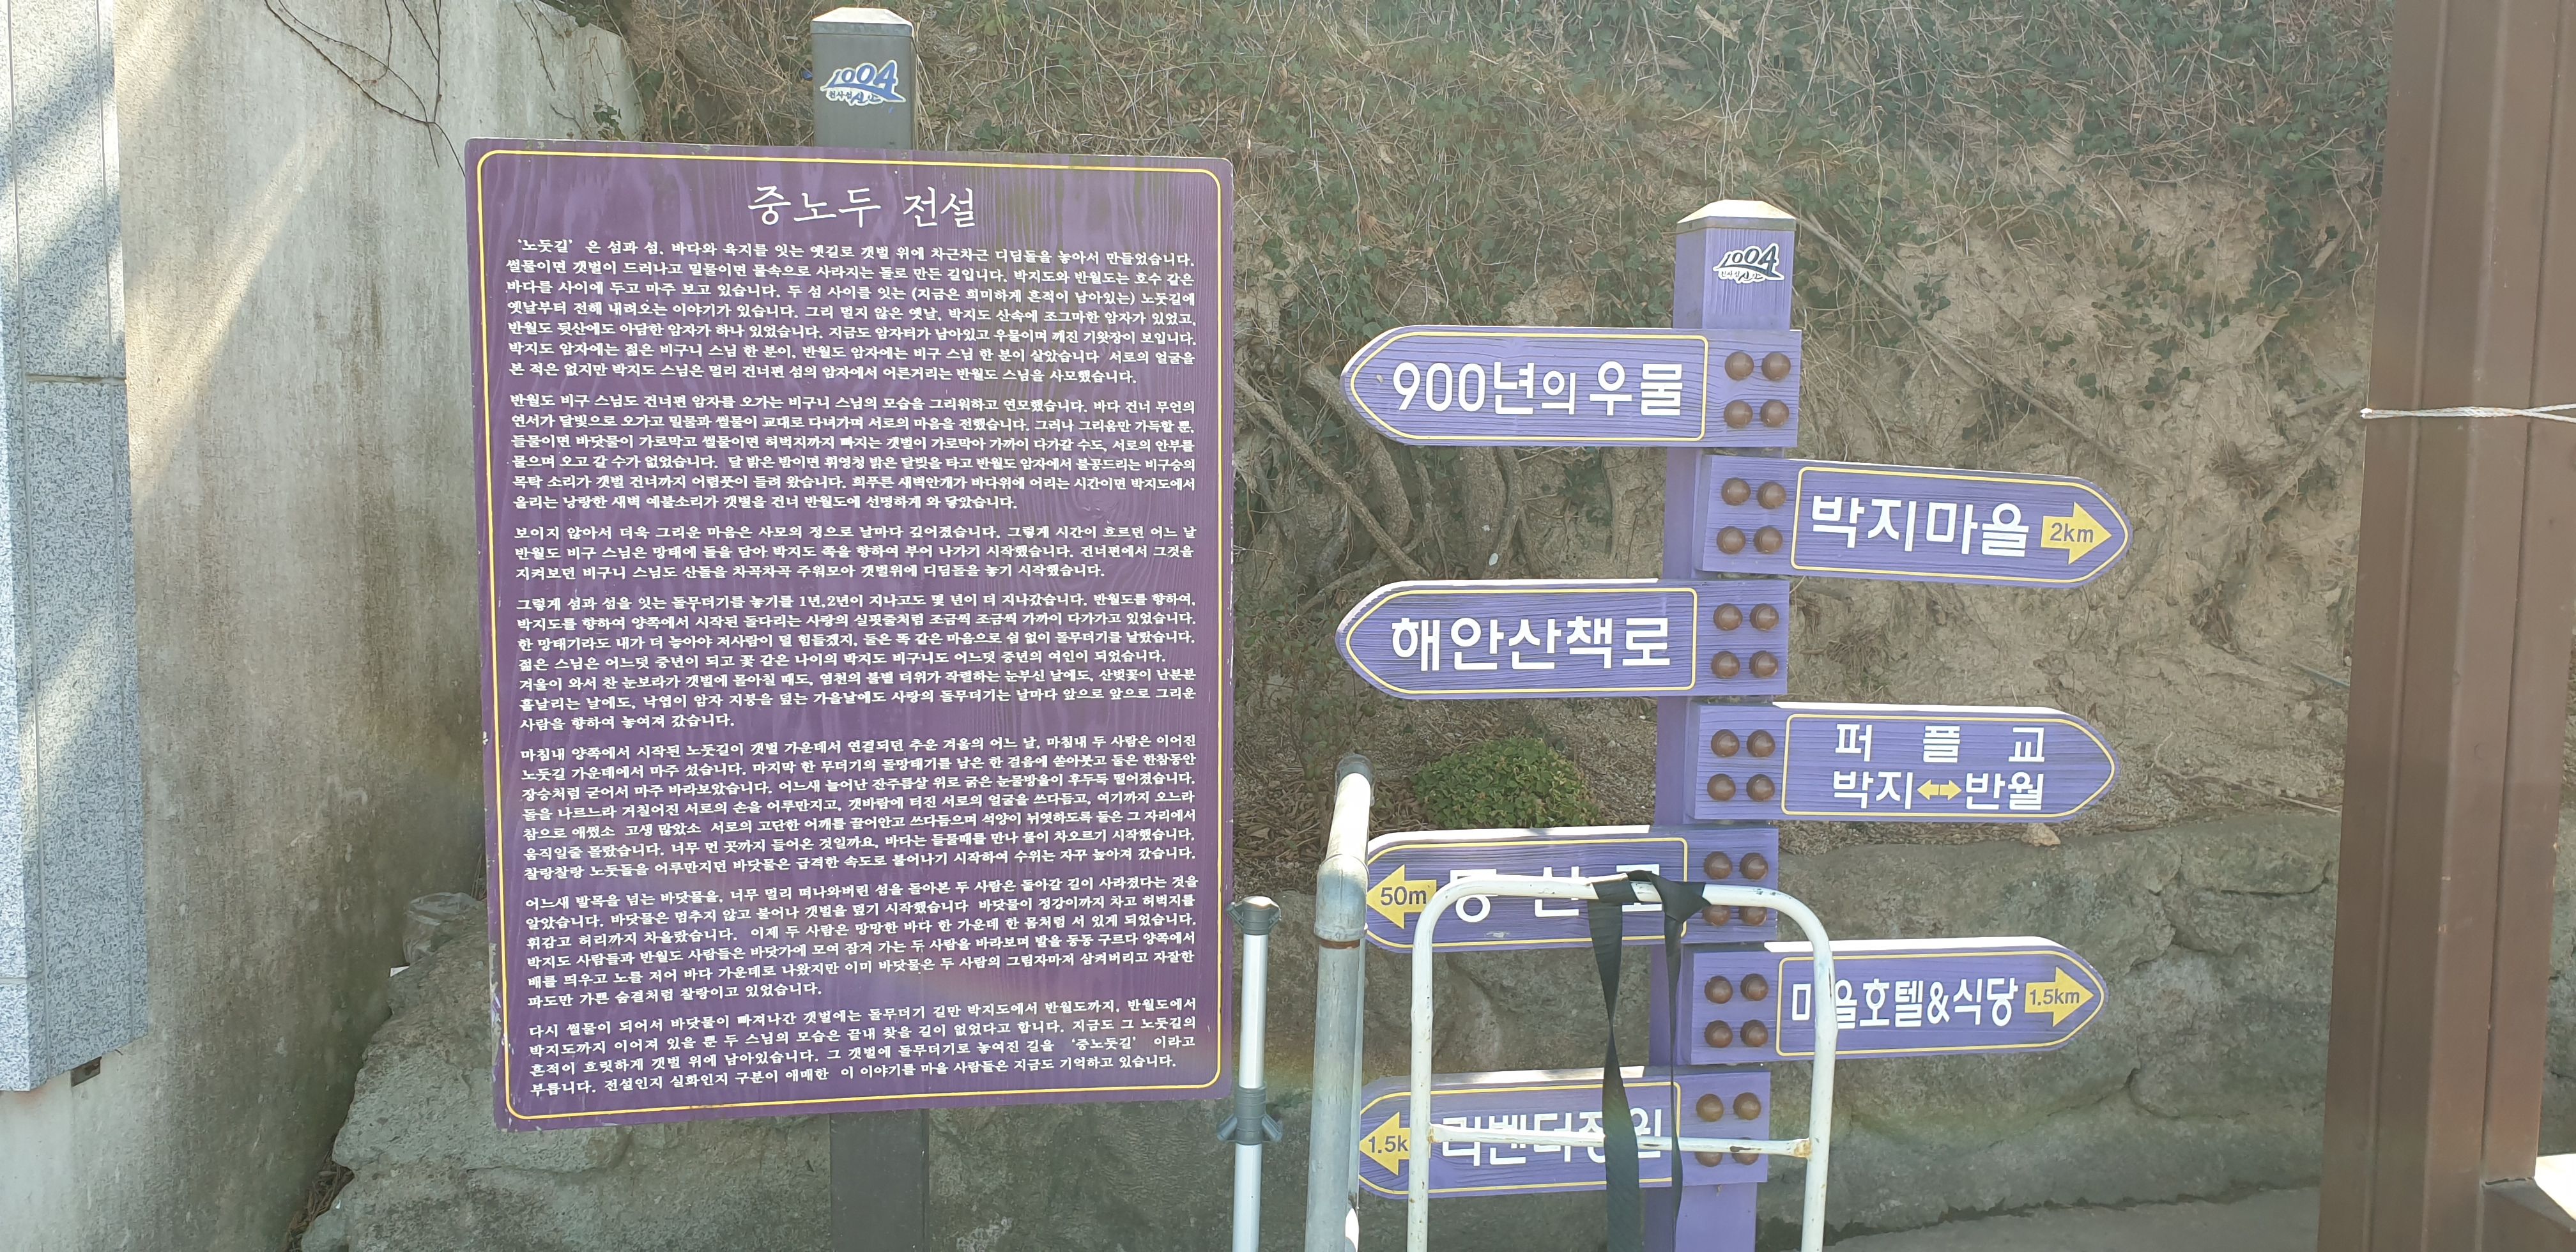 1004
천사섬 신안
중노두 전설
‘노둣길’ 은 섬과 섬, 바다와 육지를 잇는 옛길로 갯벌 위에 차근차근 디딤돌을 놓아서 만들었습니다.
썰물이면 갯벌이 드러나고 밀물이면 물속으로 사라지는 돌로 만든 길입니다. 박지도와 반월도는 호수 같은
바다를 사이에 두고 마주 보고 있습니다. 두 섬 사이를 잇는 (지금은 희미하게 흔적이 남아있는) 노둣길에
옛날부터 전해 내려오는 이야기가 있습니다. 그리 멀지 않은 옛날, 박지도 산속에 조그마한 암자가 있었고,
반월도 뒷산에도 아담한 암자가 하나 있었습니다. 지금도 암자터가 남아있고 우물이며 깨진 기왓장이 보입니다.
박지도 암자에는 젊은 비구니 스님 한 분이, 반월도 암자에는 비구 스님 한 분이 살았습니다 서로의 얼굴을
본 적은 없지만 박지도 스님은 멀리 건너편 섬의 암자에서 어른거리는 반월도 스님을 사모했습니다.
반월도 비구 스님도 건너편 암자를 오가는 비구니 스님의 모습을 그리워하고 연모했습니다. 바다 건너 무언의
연서가 달빛으로 오가고 밀물과 썰물이 교대로 다녀가며 서로의 마음을 전했습니다. 그러나 그리움만 가득할 뿐,
들물이면 바닷물이 가로막고 썰물이면 허벅지까지 빠지는 갯벌이 가로막아 가까이 다가갈 수도, 서로의 안부를
물으며 오고 갈 수가 없었습니다. 달 밝은 밤이면 휘영청 밝은 달빛을 타고 반월도 암자에서 불공드리는 비구승의
목탁 소리가 갯벌 건너까지 어렴풋이 들려 왔습니다. 희푸른 새벽안개가 바다위에 어리는 시간이면 박지도에서
올리는 낭랑한 새벽 예불소리가 갯벌을 건너 반월도에 선명하게 와 닿았습니다.
보이지 않아서 더욱 그리운 마음은 사모의 정으로 날마다 깊어졌습니다. 그렇게 시간이 흐르던 어느 날
반월도 비구 스님은 망태에 돌을 담아 박지도 쪽을 향하여 부어 나가기 시작했습니다. 건너편에서 그것을
지켜보던 비구니 스님도 산돌을 차곡차곡 주워모아 갯벌위에 디딤돌을 놓기 시작했습니다.
그렇게 섬과 섬을 잇는 돌무더기를 놓기를 1년,2년이 지나고도 몇 년이 더 지나갔습니다. 반월도를 향하여,
박지도를 향하여 양쪽에서 시작된 돌다리는 사랑의 실핏줄처럼 조금씩 조금씩 가까이 다가가고 있었습니다.
한 망태기라도 내가 더 놓아야 저사람이 덜 힘들겠지, 둘은 똑 같은 마음으로 쉼 없이 돌무더기를 날랐습니다.
젊은 스님은 어느덧 중년이 되고 꽃 같은 나이의 박지도 비구니도 어느덧 중년의 여인이 되었습니다.
겨울이 와서 찬 눈보라가 갯벌에 몰아칠 때도, 염천의 불볕 더위가 작렬하는 눈부신 날에도, 산벚꽃이 난분분
흩날리는 날에도, 낙엽이 암자 지붕을 덮는 가을날에도 사랑의 돌무더기는 날마다 앞으로 앞으로 그리운
사람을 향하여 놓여져 갔습니다.
마침내 양쪽에서 시작된 노둣길이 갯벌 가운데서 연결되던 추운 겨울의 어느 날, 마침내 두 사람은 이어진
노둣길 가운데에서 마주 섰습니다. 마지막 한 무더기의 돌망태기를 남은 한 걸음에 쏟아붓고 둘은 한참동안
장승처럼 굳어서 마주 바라보았습니다. 어느새 늘어난 잔주름살 위로 굵은 눈물방울이 후두둑 떨어졌습니다.
돌을 나르느라 거칠어진 서로의 손을 어루만지고, 갯바람에 터진 서로의 얼굴을 쓰다듬고, 여기까지 오느라
참으로 애썼소 고생 많았소 서로의 고단한 어깨를 끌어안고 쓰다듬으며 석양이 뉘엿하도록 둘은 그 자리에서
움직일줄 몰랐습니다. 너무 먼 곳까지 들어온 것일까요, 바다는 들물때를 만나 물이 차오르기 시작했습니다.
찰랑찰랑 노둣돌을 어루만지던 바닷물은 급격한 속도로 불어나기 시작하여 수위는 자꾸 높아져 갔습니다.
어느새 발목을 넘는 바닷물을, 너무 멀리 떠나와버린 섬을 돌아본 두 사람은 돌아갈 길이 사라졌다는 것을
알았습니다. 바닷물은 멈추지 않고 불어나 갯벌을 덮기 시작했습니다 바닷물이 정강이까지 차고 허벅지를
휘감고 허리까지 차올랐습니다. 이제 두 사람은 망망한 바다 한 가운데 한 몸처럼 서 있게 되었습니다.
박지도 사람들과 반월도 사람들은 바닷가에 모여 잠겨 가는 두 사람을 바라보며 발을 동동 구르다 양쪽에서
배를 띄우고 노를 저어 바다 가운데로 나왔지만 이미 바닷물은 두 사람의 그림자마저 삼켜버리고 자잘한
파도만 가쁜 숨결처럼 찰랑이고 있었습니다.
다시 썰물이 되어서 바닷물이 빠져나간 갯벌에는 돌무더기 길만 박지도에서 반월도까지, 반월도에서
박지도까지 이어져 있을 뿐 두 스님의 모습은 끝내 찾을 길이 없었다고 합니다. 지금도 그 노둣길의
흔적이 흐릿하게 갯벌 위에 남아있습니다. 그 갯벌에 돌무더기로 놓여진 길을 ‘중노둣길’ 이라고
부릅니다. 전설인지 실화인지 구분이 애매한 이 이야기를 마을 사람들은 지금도 기억하고 있습니다.
1004
천사섬 신안
900년의 우물
박지마을 2km
해안산책로
퍼플교
박지↔반월
50m 등산로
마을호텔&식당 1.5km
1.5k 라벤더정원